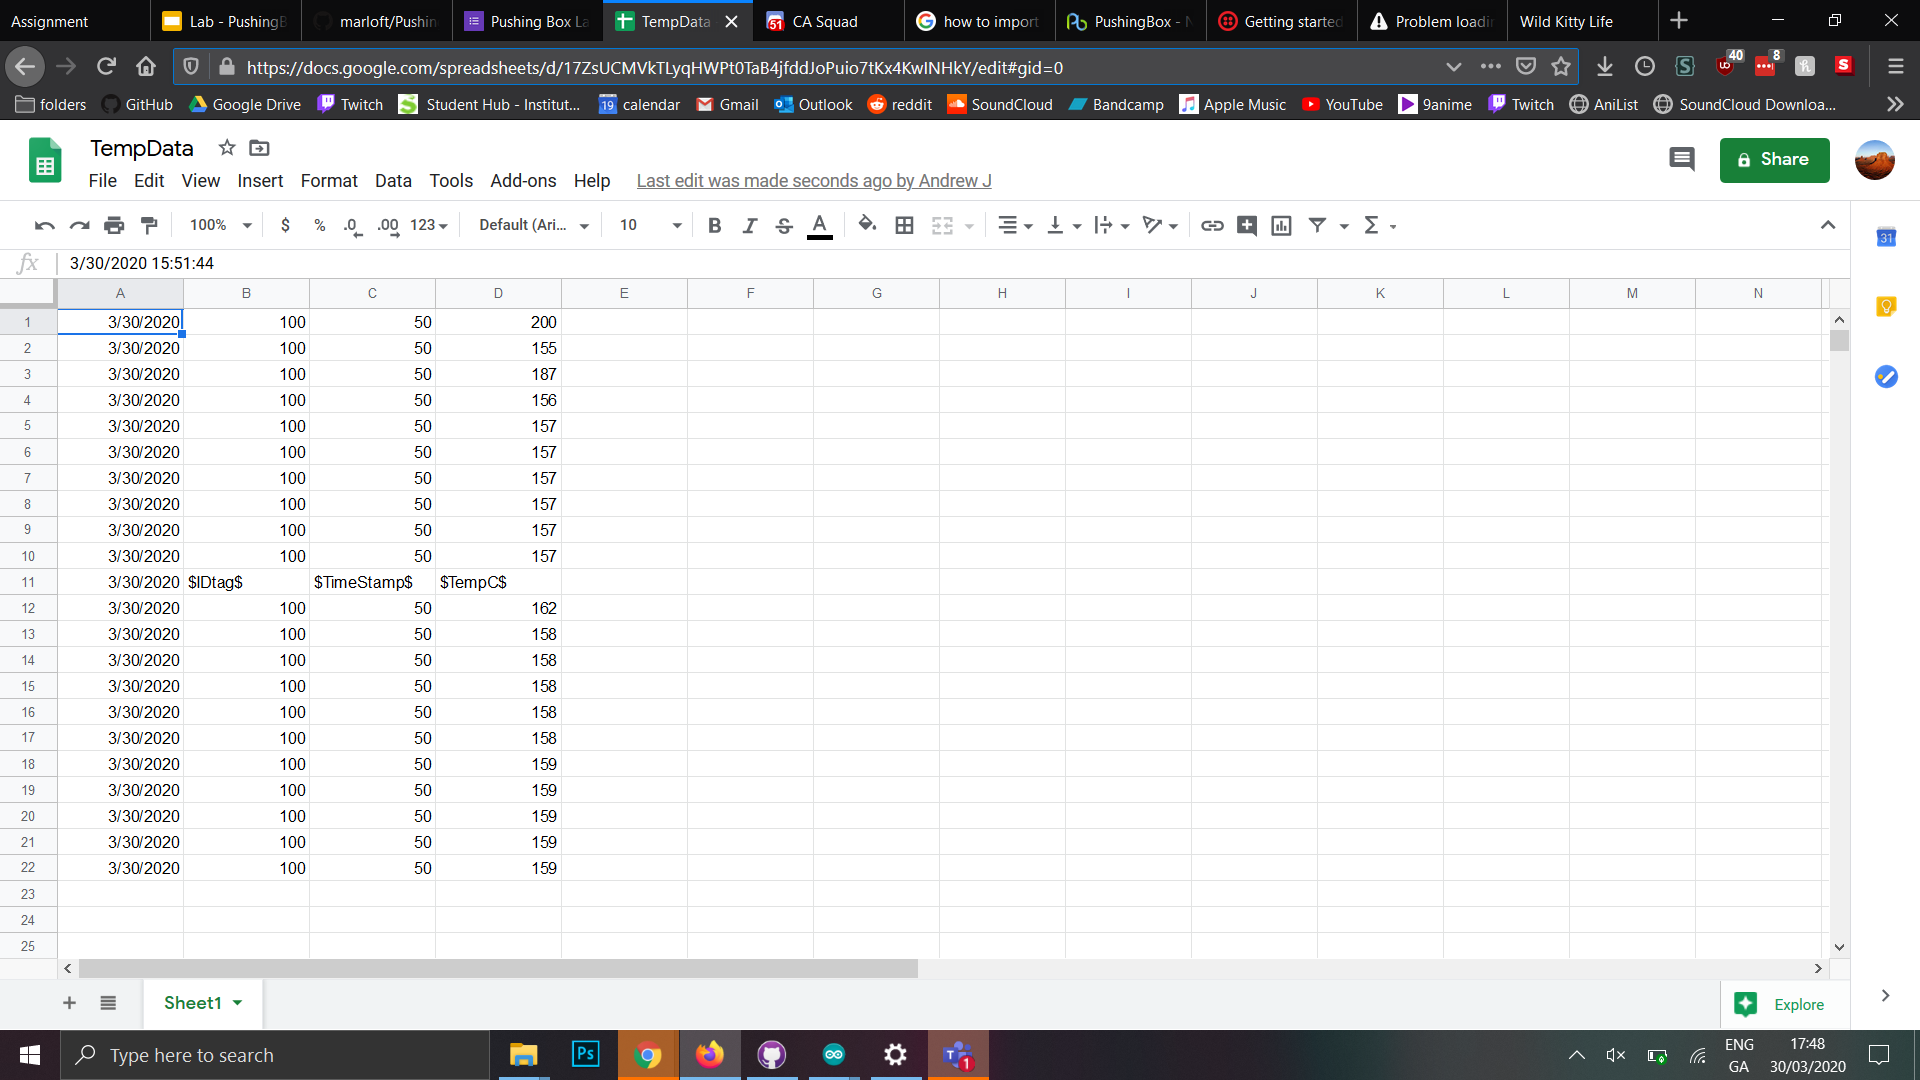 Assignment
Lab - PushingB
marloft/Pushin
Pushing Box La
TempData
CA Squad
how to import
PushingBox - N
Getting started
Problem loadi
Wild Kitty Life
https://docs.google.com/spreadsheets/d/17ZsUCMVkTLyqHWPt0TaB4jfddJoPuio7tKx4KwINHkY/edit#gid=0
40
8
folders
GitHub
Google Drive
Twitch
Student Hub - Institut...
19 calendar
Gmail
Outlook
reddit
SoundCloud
Bandcamp
Apple Music
YouTube
9anime
Twitch
AniList
SoundCloud Downloa...
TempData
Share
File Edit View Insert Format Data Tools Add-ons Help Last edit was made seconds ago by Andrew J
100% $ % .0 .00 123 Default (Ari... 10 B I S A
31
fx 3/30/2020 15:51:44
A B C D E F G H I J K L M N
1 3/30/2020 100 50 200
2 3/30/2020 100 50 155
3 3/30/2020 100 50 187
4 3/30/2020 100 50 156
5 3/30/2020 100 50 157
6 3/30/2020 100 50 157
7 3/30/2020 100 50 157
8 3/30/2020 100 50 157
9 3/30/2020 100 50 157
10 3/30/2020 100 50 157
11 3/30/2020 $IDtag$ $TimeStamp$ $TempC$
12 3/30/2020 100 50 162
13 3/30/2020 100 50 158
14 3/30/2020 100 50 158
15 3/30/2020 100 50 158
16 3/30/2020 100 50 158
17 3/30/2020 100 50 158
18 3/30/2020 100 50 159
19 3/30/2020 100 50 159
20 3/30/2020 100 50 159
21 3/30/2020 100 50 159
22 3/30/2020 100 50 159
23
24
25
Sheet1
Explore
Type here to search
Ps
1
ENG
GA
17:48
30/03/2020